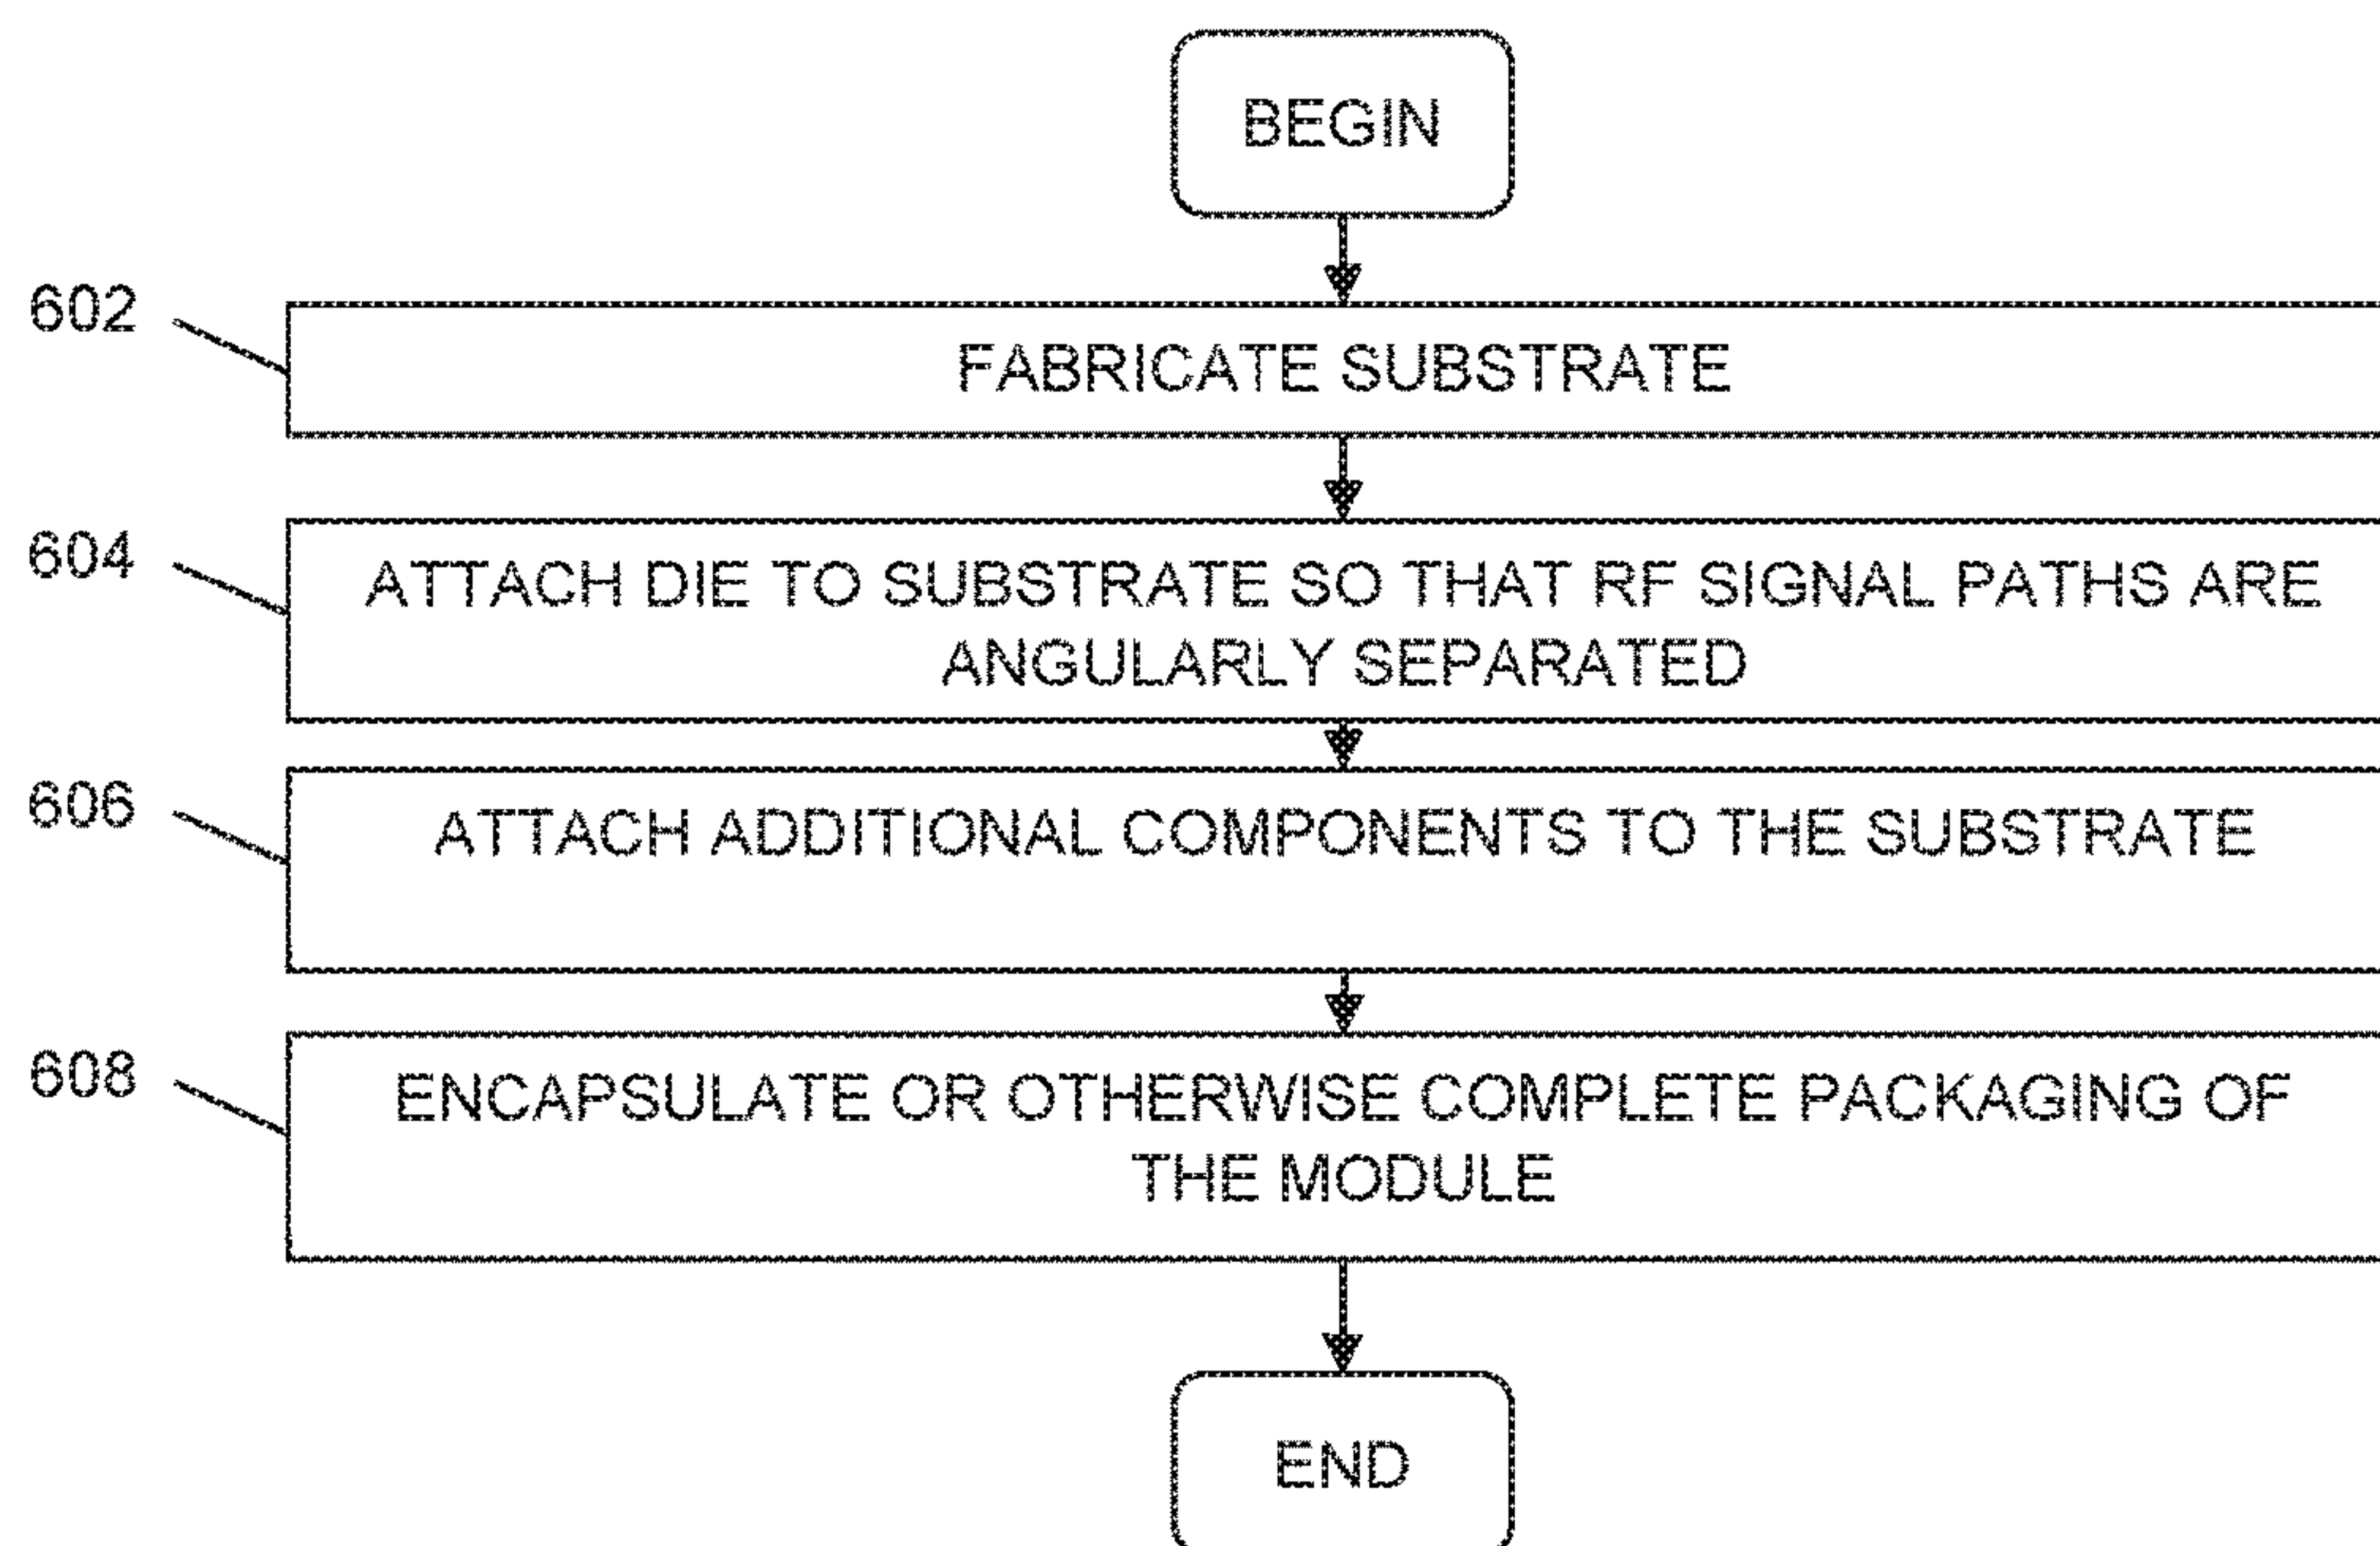 BEGIN
602
FABRICATE SUBSTRATE
604
ATTACH DIE TO SUBSTRATE SO THAT RF SIGNAL PATHS ARE
ANGULARLY SEPARATED
606
ATTACH ADDITIONAL COMPONENTS TO THE SUBSTRATE
608
ENCAPSULATE OR OTHERWISE COMPLETE PACKAGING OF
THE MODULE
END